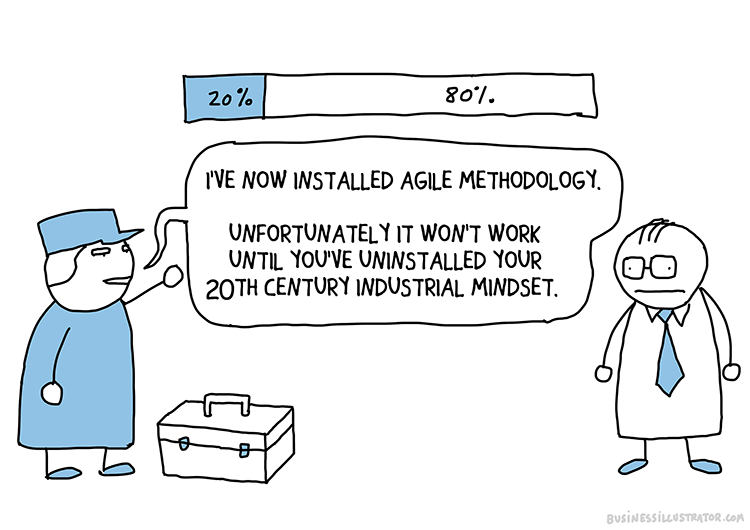 20% 80%.
I'VE NOW INSTALLED AGILE METHODOLOGY.
UNFORTUNATELY IT WON'T WORK
UNTIL YOU'VE UNINSTALLED YOUR
20TH CENTURY INDUSTRIAL MINDSET.
BUSINESSILLUSTRATOR.COM